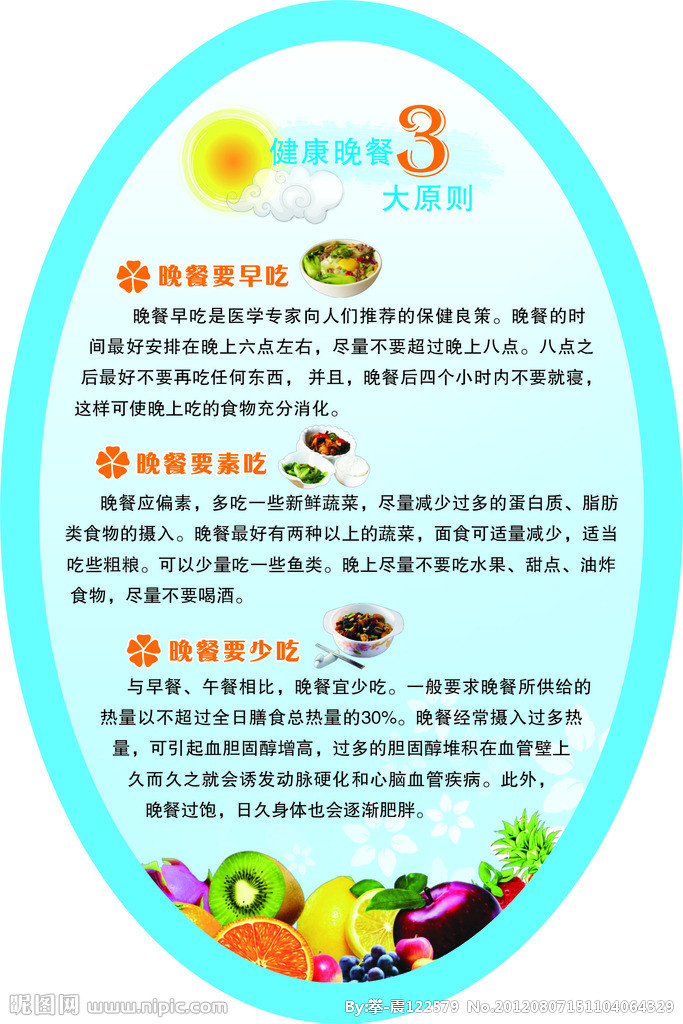 健康晚餐3
大原则
晚餐要早吃
晚餐早吃是医学专家向人们推荐的保健良策。晚餐的时
间最好安排在晚上六点左右，尽量不要超过晚上八点。八点之
后最好不要再吃任何东西， 并且，晚餐后四个小时内不要就寝，
这样可使晚上吃的食物充分消化。
晚餐要素吃
晚餐应偏素，多吃一些新鲜蔬菜，尽量减少过多的蛋白质、脂肪
类食物的摄入。晚餐最好有两种以上的蔬菜，面食可适量减少，适当
吃些粗粮。可以少量吃一些鱼类。晚上尽量不要吃水果、甜点、油炸
食物，尽量不要喝酒。
晚餐要少吃
与早餐、午餐相比，晚餐宜少吃。一般要求晚餐所供给的
热量以不超过全日膳食总热量的30%。晚餐经常摄入过多热
量，可引起血胆固醇增高，过多的胆固醇堆积在血管壁上
久而久之就会诱发动脉硬化和心脑血管疾病。此外，
晚餐过饱，日久身体也会逐渐肥胖。
昵图网 www.nipic.com By:攀-震122579 No.20120807151104064329